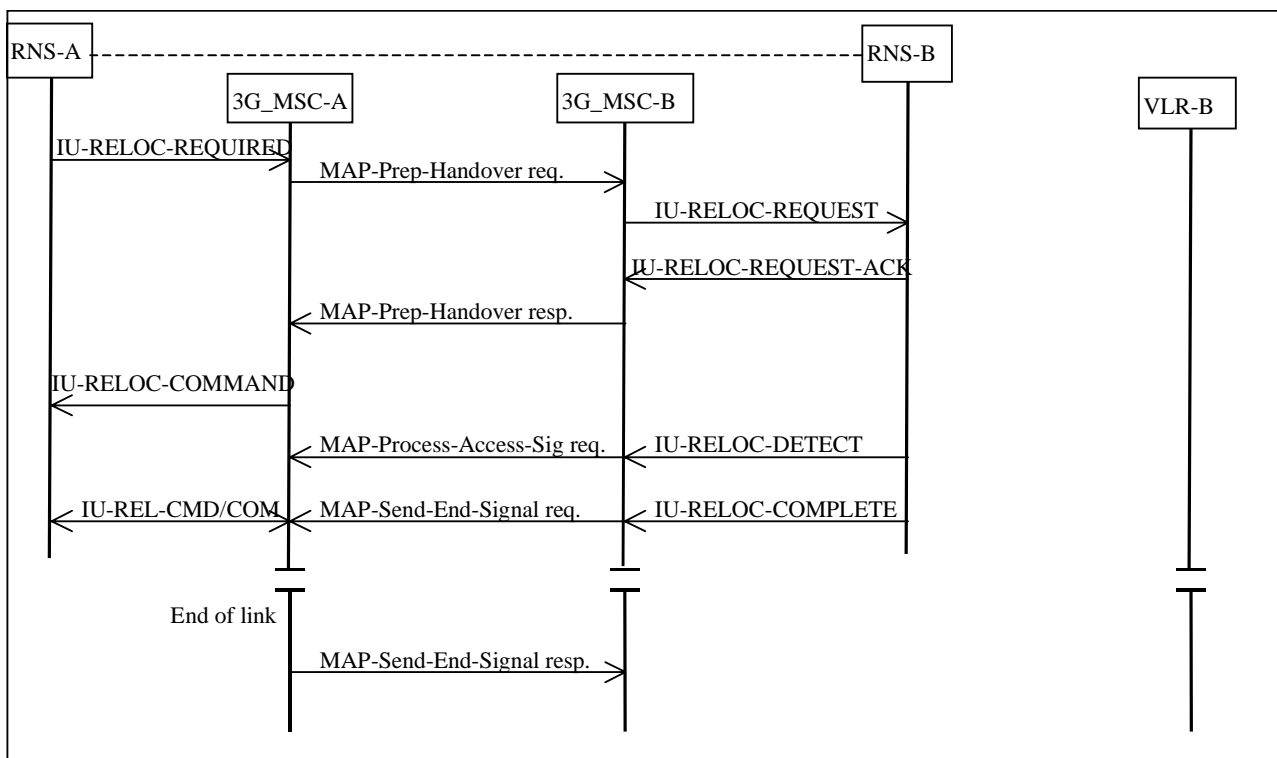 RNS-A
RNS-B
3G_MSC-A
3G_MSC-B
VLR-B
IU-RELOC-REQUIRED
MAP-Prep-Handover req.
IU-RELOC-REQUEST
IU-RELOC-REQUEST-ACK
MAP-Prep-Handover resp.
IU-RELOC-COMMAND
MAP-Process-Access-Sig req.
IU-RELOC-DETECT
IU-REL-CMD/COM
MAP-Send-End-Signal req.
IU-RELOC-COMPLETE
End of link
MAP-Send-End-Signal resp.